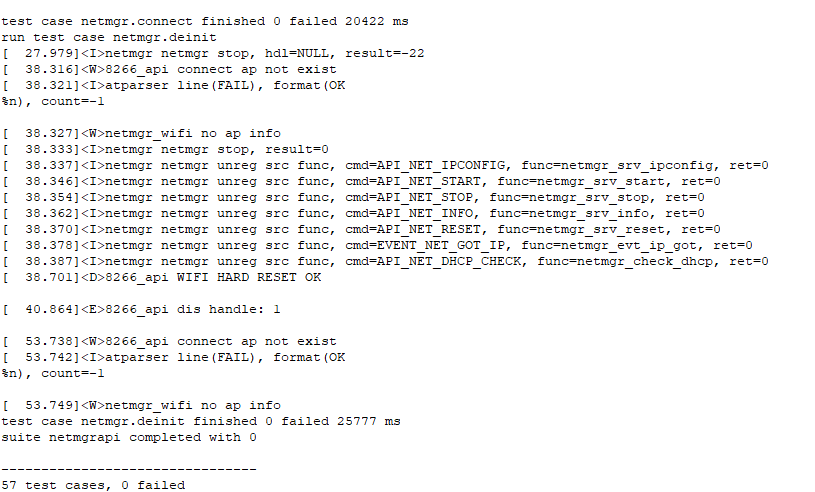 test case netmgr.connect finished 0 failed 20422 ms
run test case netmgr.deinit
[  27.979]<I>netmgr netmgr stop, hdl=NULL, result=-22
[  38.316]<W>8266_api connect ap not exist
[  38.321]<I>atparser line(FAIL), format(OK
%n), count=-1
[  38.327]<W>netmgr_wifi no ap info
[  38.333]<I>netmgr netmgr stop, result=0
[  38.337]<I>netmgr netmgr unreg src func, cmd=API_NET_IPCONFIG, func=netmgr_srv_ipconfig, ret=0
[  38.346]<I>netmgr netmgr unreg src func, cmd=API_NET_START, func=netmgr_srv_start, ret=0
[  38.354]<I>netmgr netmgr unreg src func, cmd=API_NET_STOP, func=netmgr_srv_stop, ret=0
[  38.362]<I>netmgr netmgr unreg src func, cmd=API_NET_INFO, func=netmgr_srv_info, ret=0
[  38.370]<I>netmgr netmgr unreg src func, cmd=API_NET_RESET, func=netmgr_srv_reset, ret=0
[  38.378]<I>netmgr netmgr unreg src func, cmd=EVENT_NET_GOT_IP, func=netmgr_evt_ip_got, ret=0
[  38.387]<I>netmgr netmgr unreg src func, cmd=API_NET_DHCP_CHECK, func=netmgr_check_dhcp, ret=0
[  38.701]<D>8266_api WIFI HARD RESET OK
[  40.864]<E>8266_api dis handle: 1
[  53.738]<W>8266_api connect ap not exist
[  53.742]<I>atparser line(FAIL), format(OK
%n), count=-1
[  53.749]<W>netmgr_wifi no ap info
test case netmgr.deinit finished 0 failed 25777 ms
suite netmgrapi completed with 0
--------------------------------
57 test cases, 0 failed